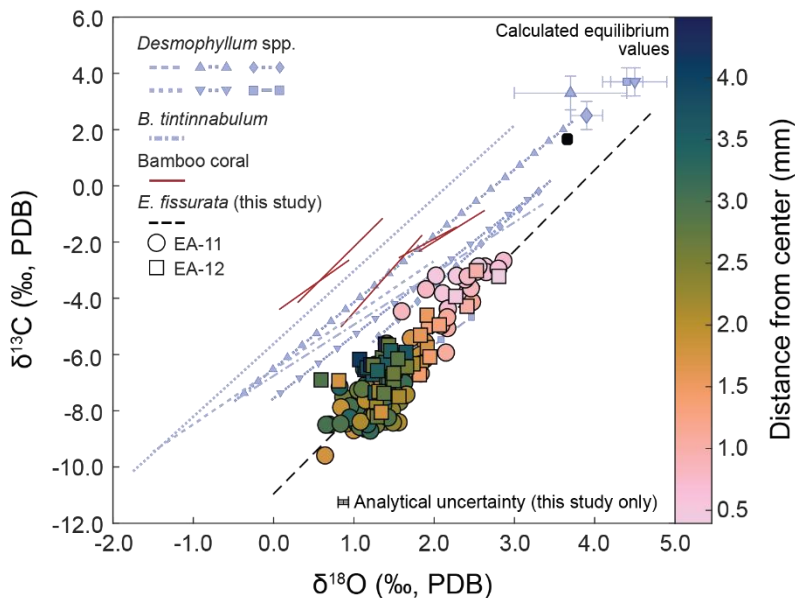 6.0
4.0
2.0
0.0
-2.0
-4.0
-6.0
-8.0
-10.0
-12.0
δ¹³C (‰, PDB)
Desmophyllum spp.
B. tintinnabulum
Bamboo coral
E. fissurata (this study)
EA-11
EA-12
Calculated equilibrium
values
Analytical uncertainty (this study only)
-2.0 -1.0 0.0 1.0 2.0 3.0 4.0 5.0
δ¹⁸O (‰, PDB)
4.0
3.5
3.0
2.5
2.0
1.5
1.0
0.5
Distance from center (mm)